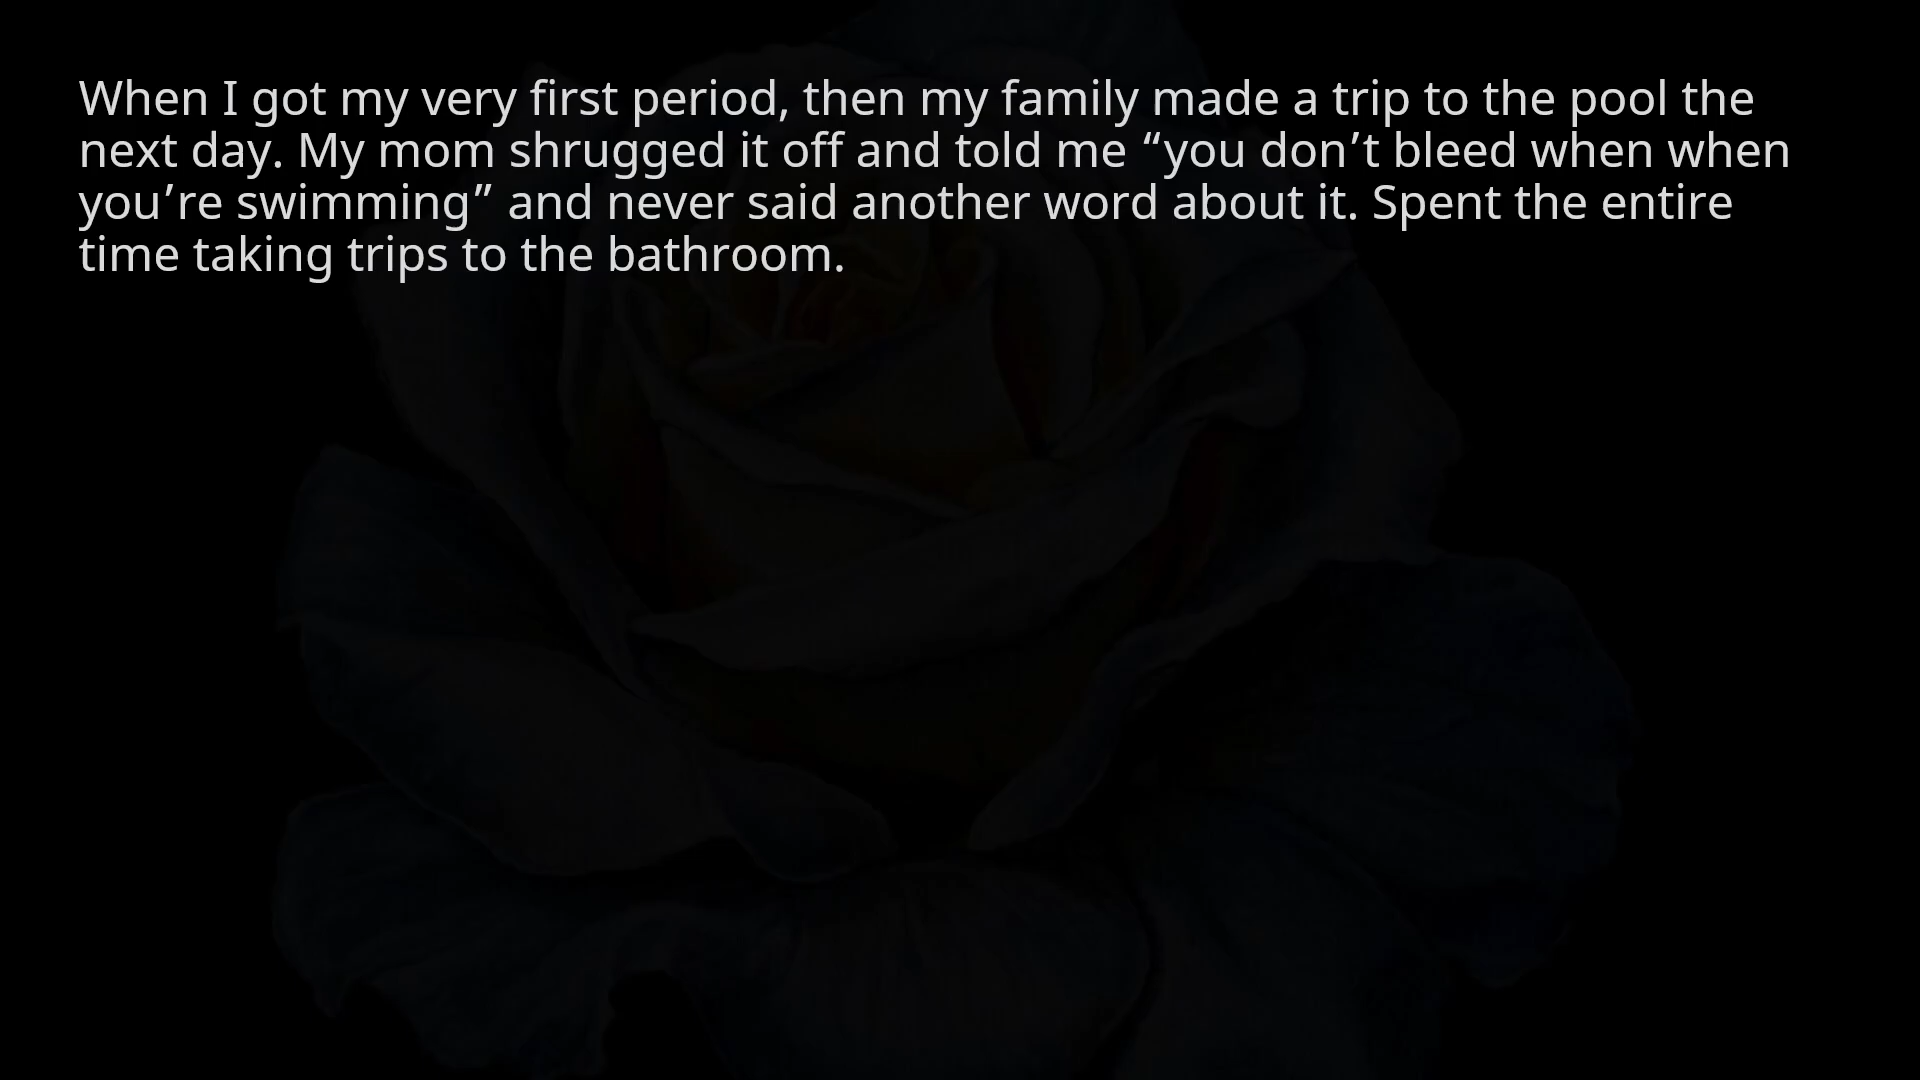 When I got my very first period, then my family made a trip to the pool the
next day. My mom shrugged it off and told me “you don’t bleed when when
you’re swimming” and never said another word about it. Spent the entire
time taking trips to the bathroom.